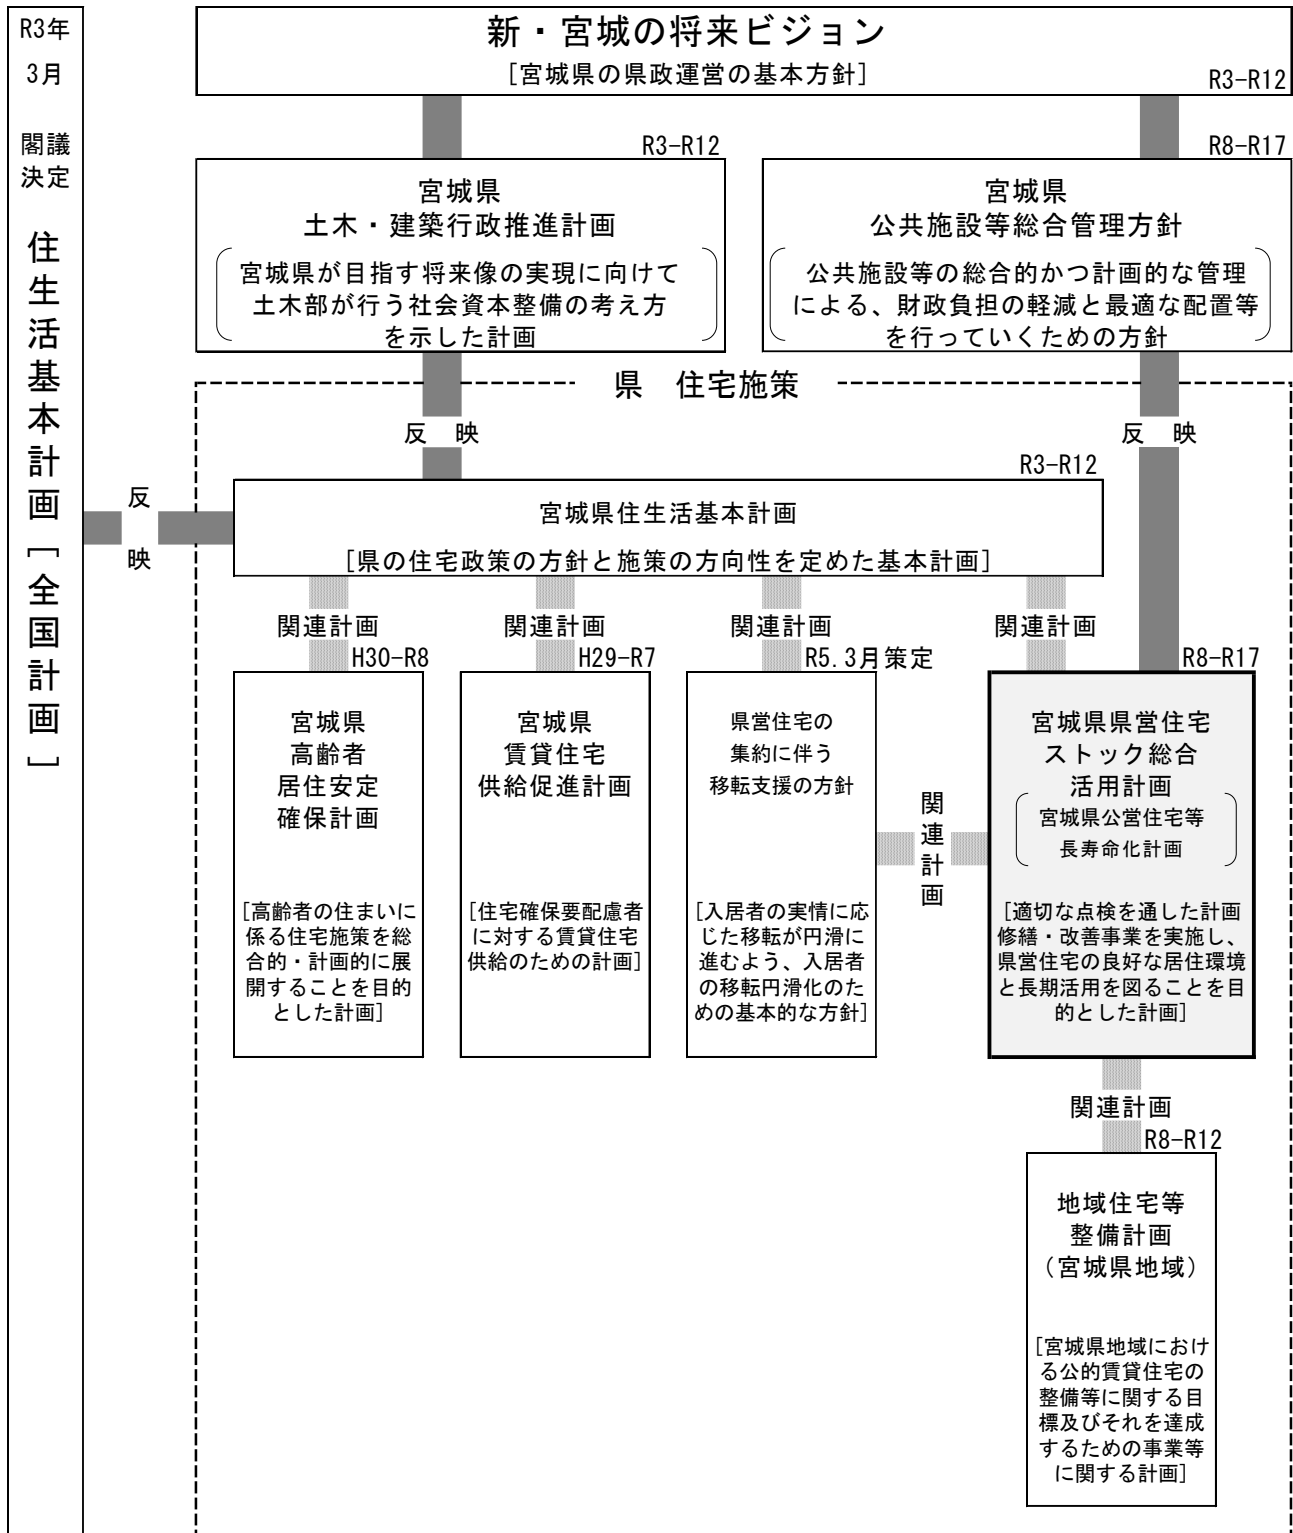 R3年
3月
閣議
決定
住生活基本計画［全国計画］
新・宮城の将来ビジョン
[宮城県の県政運営の基本方針]
R3−R12
R3−R12
宮城県
土木・建築行政推進計画
宮城県が目指す将来像の実現に向けて
土木部が行う社会資本整備の考え方
を示した計画
R8−R17
宮城県
公共施設等総合管理方針
公共施設等の総合的かつ計画的な管理
による、財政負担の軽減と最適な配置等
を行っていくための方針
県　住宅施策
反　映
反　映
反
映
R3−R12
宮城県住生活基本計画
[県の住宅政策の方針と施策の方向性を定めた基本計画]
関連計画
関連計画
関連計画
関連計画
H30−R8
宮城県
高齢者
居住安定
確保計画
[高齢者の住まいに
係る住宅施策を総
合的・計画的に展
開することを目的
とした計画]
H29−R7
宮城県
賃貸住宅
供給促進計画
[住宅確保要配慮者
に対する賃貸住宅
供給のための計画]
R5.3月策定
県営住宅の
集約に伴う
移転支援の方針
[入居者の実情に応
じた移転が円滑に
進むよう、入居者
の移転円滑化のた
めの基本的な方針]
関連計画
R8−R17
宮城県県営住宅
ストック総合
活用計画
宮城県公営住宅等
長寿命化計画
[適切な点検を通した計画
修繕・改善事業を実施し、
県営住宅の良好な居住環境
と長期活用を図ることを目
的とした計画]
関連計画
R8−R12
地域住宅等
整備計画
（宮城県地域）
[宮城県地域におけ
る公的賃貸住宅の
整備等に関する目
標及びそれを達成
するための事業等
に関する計画]